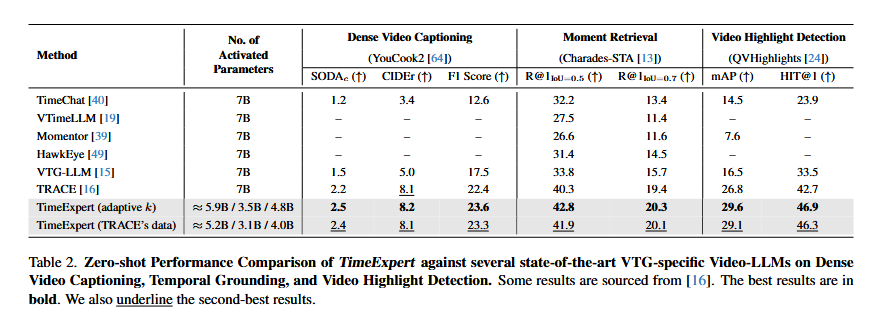 Method No. of Activated Parameters Dense Video Captioning (YouCook2 [64]) Moment Retrieval (Charades-STA [13]) Video Highlight Detection (QVHighlights [24])
SODAc (↑) CIDEr (↑) F1 Score (↑) R@1IoU=0.5 (↑) R@1IoU=0.7 (↑) mAP (↑) HIT@1 (↑)
TimeChat [40] 7B 1.2 3.4 12.6 32.2 13.4 14.5 23.9
VTimeLLM [19] 7B – – – 27.5 11.4 – –
Momentor [39] 7B – – – 26.6 11.6 7.6 –
HawkEye [49] 7B – – – 31.4 14.5 – –
VTG-LLM [15] 7B 1.5 5.0 17.5 33.8 15.7 16.5 33.5
TRACE [16] 7B 2.2 8.1 22.4 40.3 19.4 26.8 42.7
TimeExpert (adaptive k) ≈ 5.9B / 3.5B / 4.8B 2.5 8.2 23.6 42.8 20.3 29.6 46.9
TimeExpert (TRACE's data) ≈ 5.2B / 3.1B / 4.0B 2.4 8.1 23.3 41.9 20.1 29.1 46.3
Table 2. Zero-shot Performance Comparison of TimeExpert against several state-of-the-art VTG-specific Video-LLMs on Dense
Video Captioning, Temporal Grounding, and Video Highlight Detection. Some results are sourced from [16]. The best results are in
bold. We also underline the second-best results.